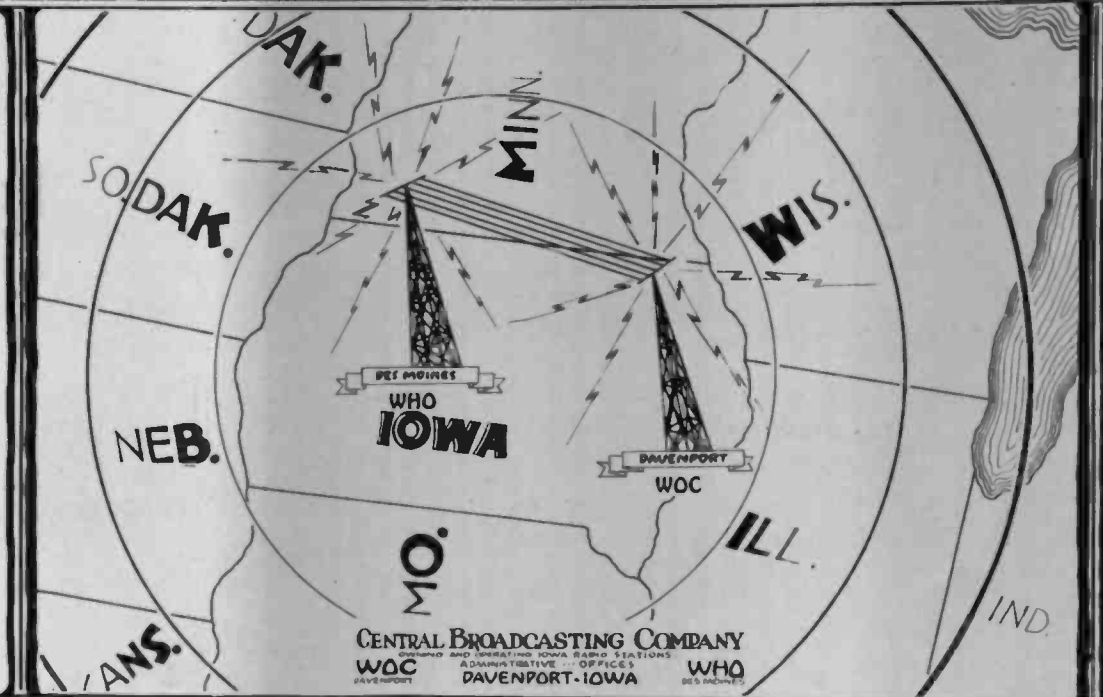 DAK.
MINN.
SO.DAK.
WIS.
DES MOINES
WHO
IOWA
NEB.
DAVENPORT
WOC
ILL.
MO.
IND.
KANS.
CENTRAL BROADCASTING COMPANY
OWNING AND OPERATING IOWA RADIO STATIONS
WOC ADMINISTRATIVE OFFICES WHO
DAVENPORT DAVENPORT-IOWA DES MOINES